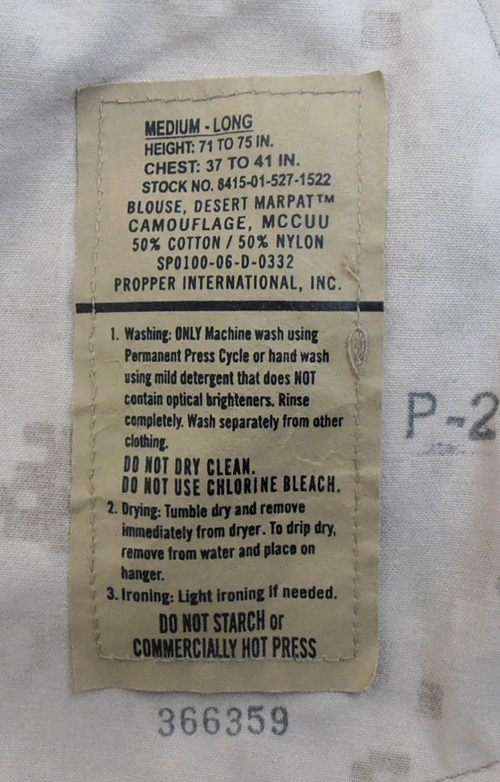 MEDIUM - LONG
HEIGHT: 71 TO 75 IN.
CHEST: 37 TO 41 IN.
STOCK NO. 8415-01-527-1522
BLOUSE, DESERT MARPAT™
CAMOUFLAGE, MCCUU
50% COTTON / 50% NYLON
SP0100-06-D-0332
PROPPER INTERNATIONAL, INC.
1. Washing: ONLY Machine wash using
Permanent Press Cycle or hand wash
using mild detergent that does NOT
contain optical brighteners. Rinse
completely. Wash separately from other
clothing.
DO NOT DRY CLEAN.
DO NOT USE CHLORINE BLEACH.
2. Drying: Tumble dry and remove
immediately from dryer. To drip dry,
remove from water and place on
hanger.
3. Ironing: Light ironing if needed.
DO NOT STARCH or
COMMERCIALLY HOT PRESS
P-2
366359